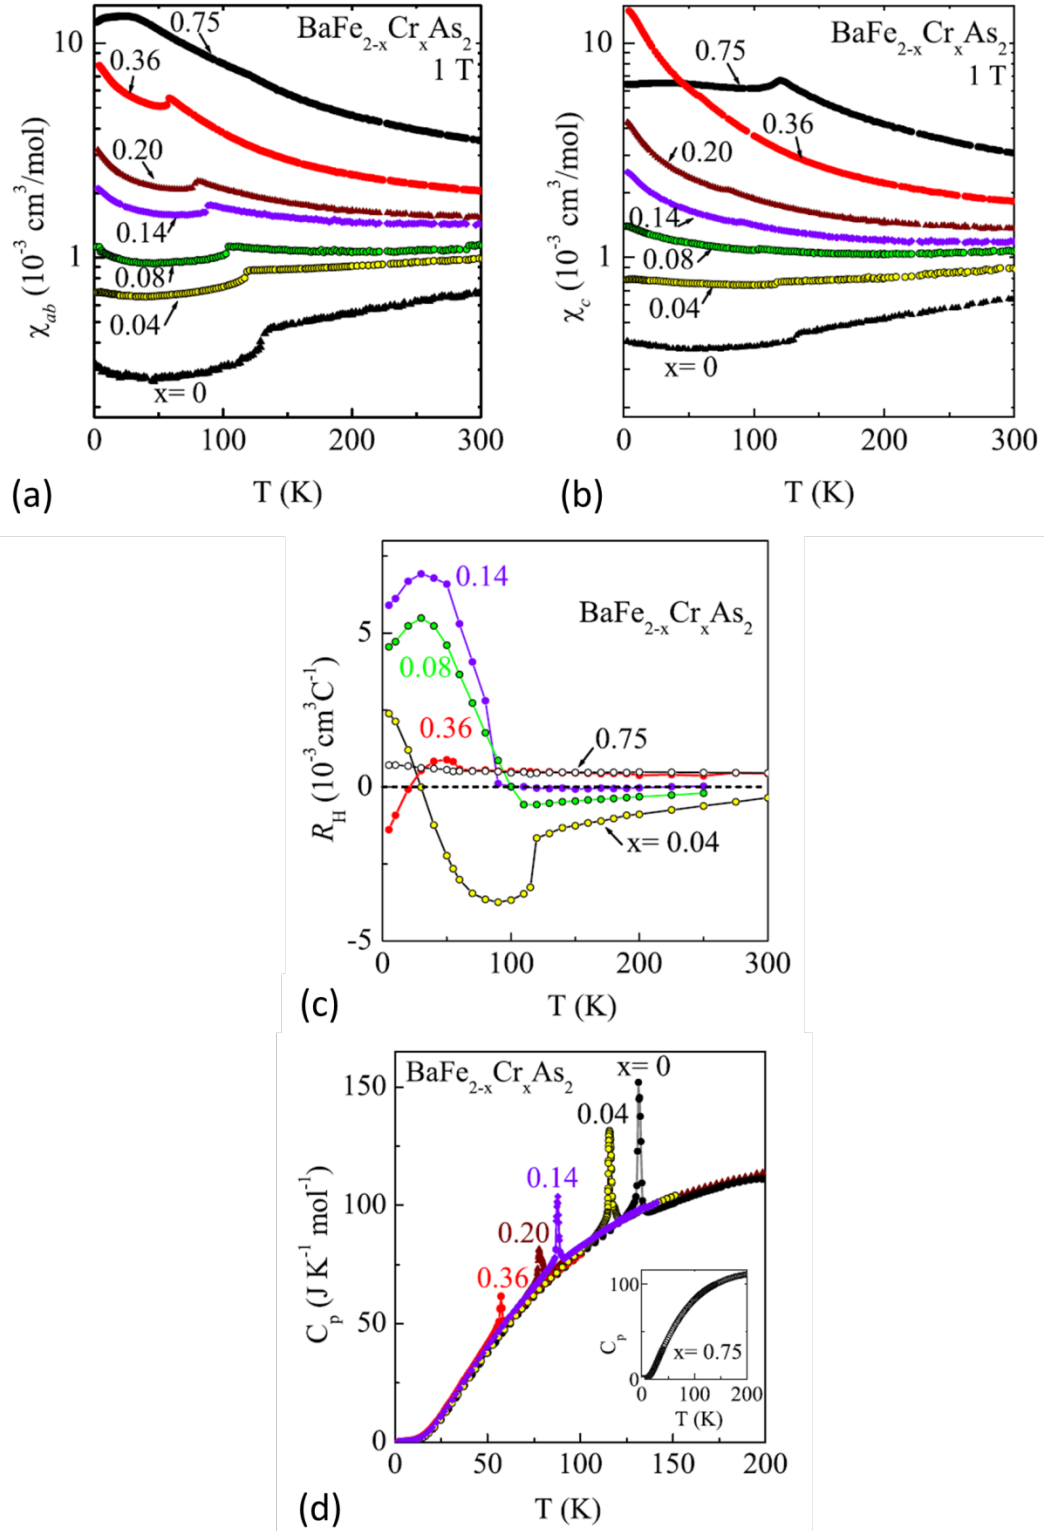 BaFe₂₋ₓCrₓAs₂
1 T
0.75
0.36
0.20
0.14
0.08
0.04
x= 0
10
1
χ_ab (10⁻³ cm³/mol)
0 100 200 300
T (K)
(a)
BaFe₂₋ₓCrₓAs₂
1 T
0.75
0.36
0.20
0.14
0.08
0.04
x= 0
10
1
χ_c (10⁻³ cm³/mol)
0 100 200 300
T (K)
(b)
0.14
BaFe₂₋ₓCrₓAs₂
0.08
0.36
0.75
x= 0.04
5
0
-5
R_H (10⁻³ cm³C⁻¹)
0 100 200 300
T (K)
(c)
BaFe₂₋ₓCrₓAs₂
x= 0
0.04
0.14
0.20
0.36
150
100
50
0
C_p (J K⁻¹ mol⁻¹)
0 50 100 150 200
T (K)
100
0
C_p
x= 0.75
0 100 200
T (K)
(d)